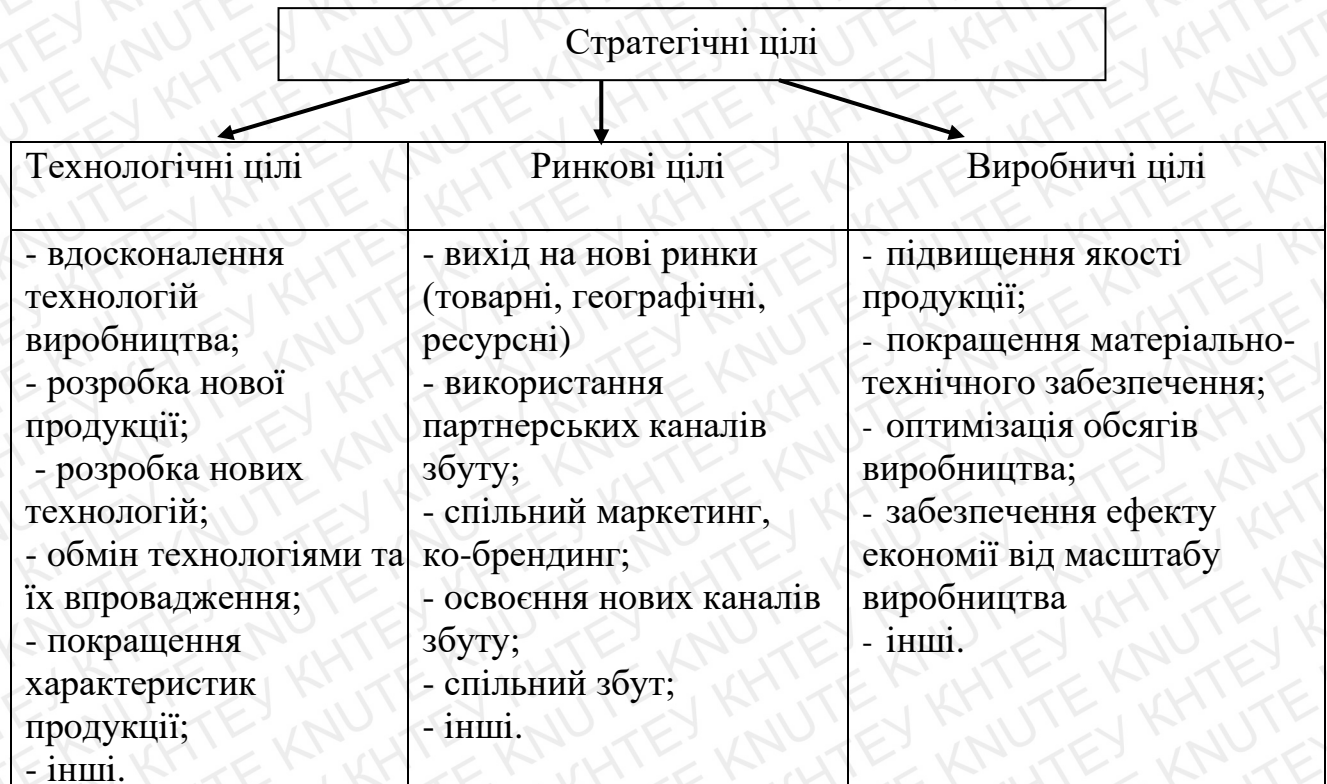 Стратегічні цілі
Технологічні цілі
Ринкові цілі
Виробничі цілі
- вдосконалення
технологій
виробництва;
- розробка нової
продукції;
- розробка нових
технологій;
- обмін технологіями та
їх впровадження;
- покращення
характеристик
продукції;
- інші.
- вихід на нові ринки
(товарні, географічні,
ресурсні)
- використання
партнерських каналів
збуту;
- спільний маркетинг,
ко-брендинг;
- освоєння нових каналів
збуту;
- спільний збут;
- інші.
- підвищення якості
продукції;
- покращення матеріально-
технічного забезпечення;
- оптимізація обсягів
виробництва;
- забезпечення ефекту
економії від масштабу
виробництва
- інші.